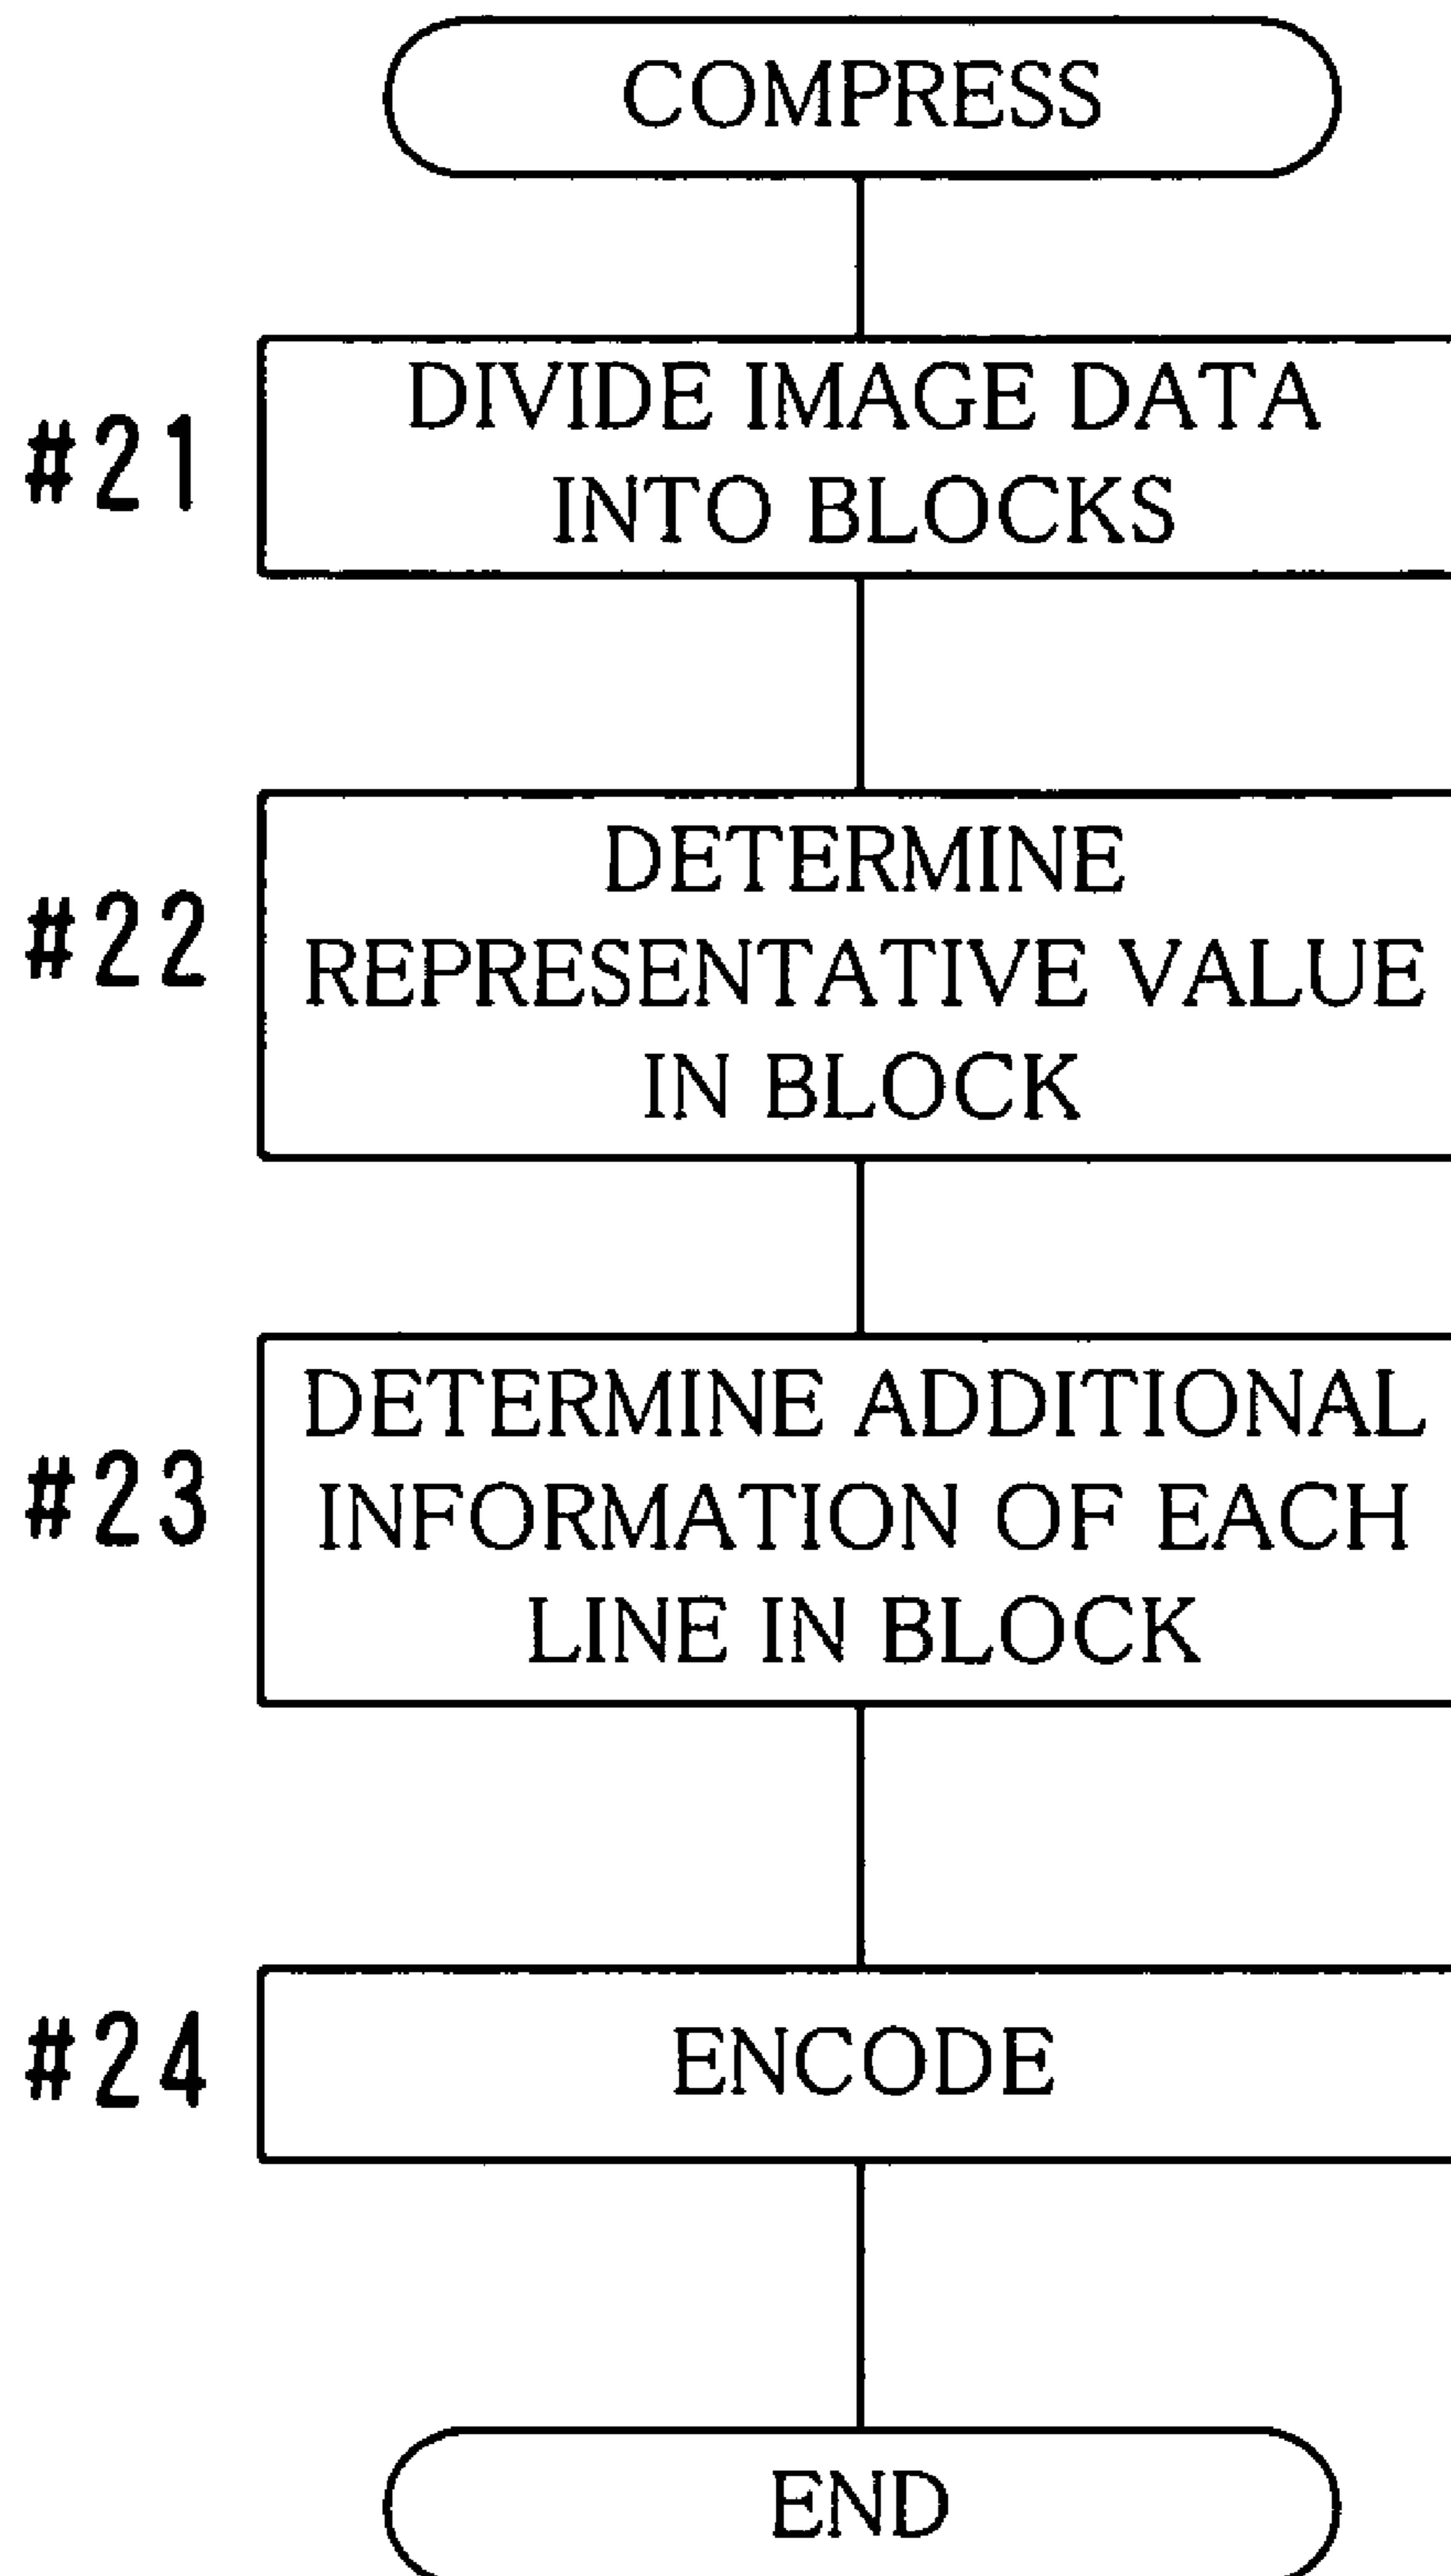 COMPRESS
#21
DIVIDE IMAGE DATA
INTO BLOCKS
#22
DETERMINE
REPRESENTATIVE VALUE
IN BLOCK
#23
DETERMINE ADDITIONAL
INFORMATION OF EACH
LINE IN BLOCK
#24
ENCODE
END